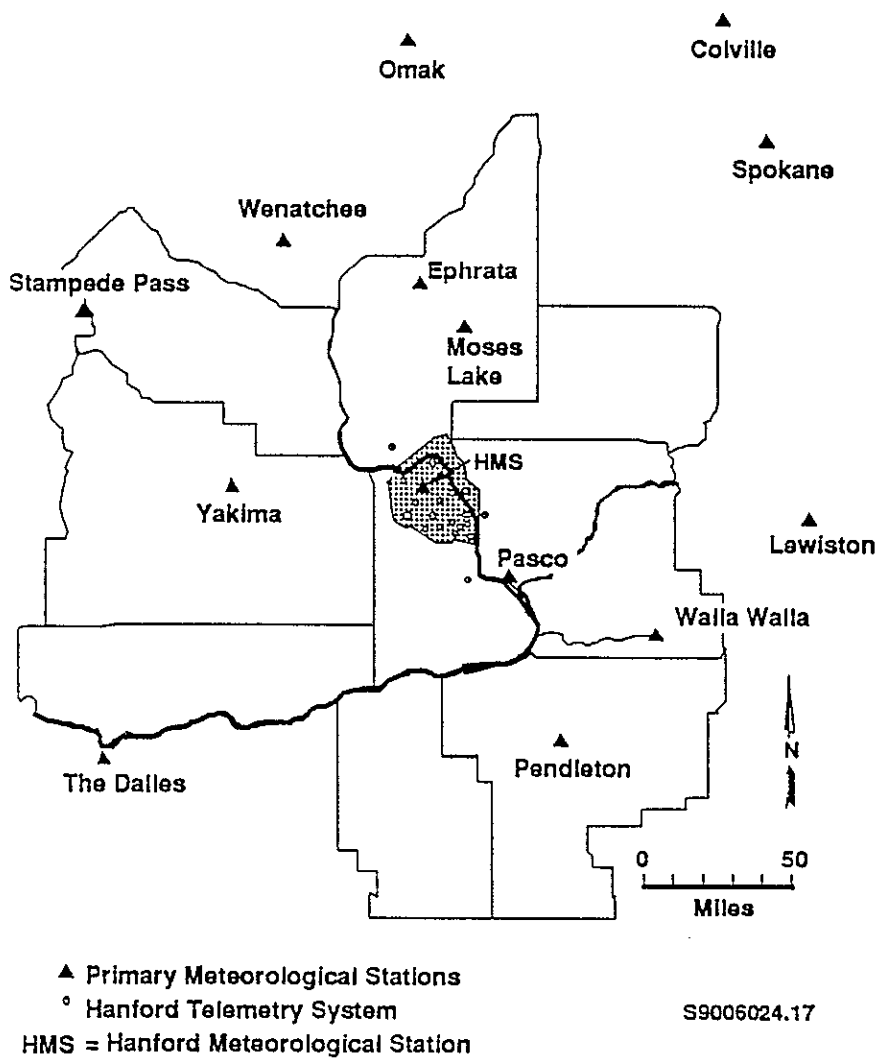 Colville
Omak
Spokane
Wenatchee
Ephrata
Stampede Pass
Moses
Lake
HMS
Yakima
Lewiston
Pasco
Walla Walla
N
The Dalles
Pendleton
0 50
Miles
▲ Primary Meteorological Stations
° Hanford Telemetry System
S9006024.17
HMS = Hanford Meteorological Station